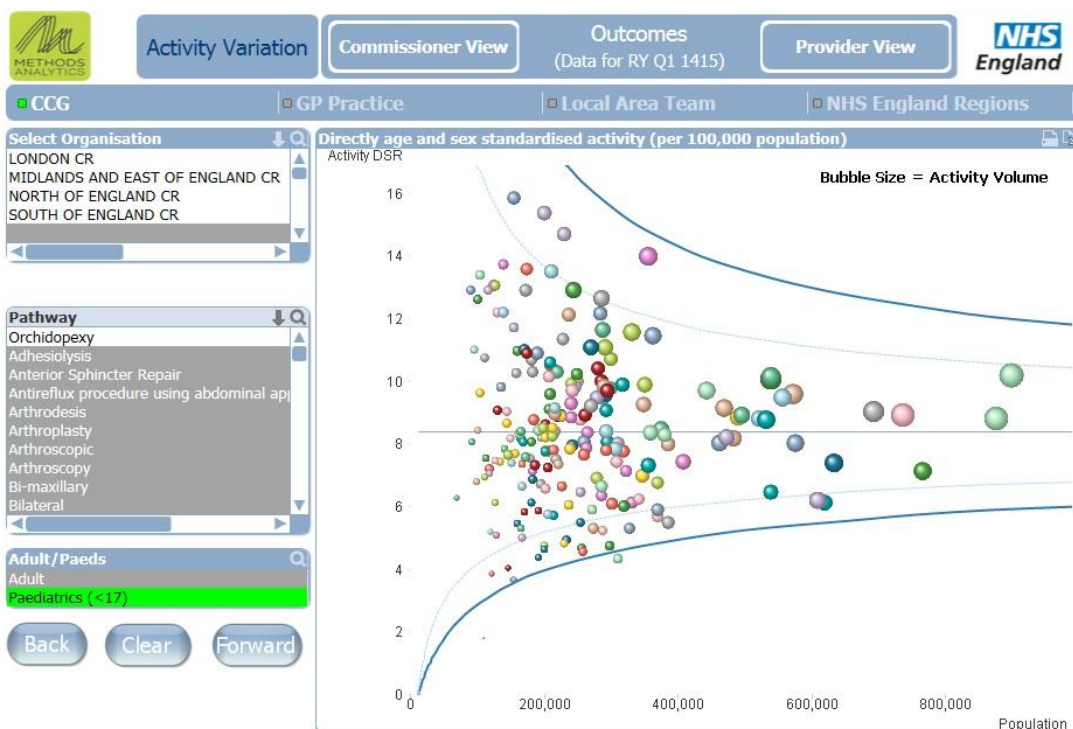 METHODS
ANALYTICS
Activity Variation
Commissioner View
Outcomes
(Data for RY Q1 1415)
Provider View
NHS
England
CCG
GP Practice
Local Area Team
NHS England Regions
Select Organisation
LONDON CR
MIDLANDS AND EAST OF ENGLAND CR
NORTH OF ENGLAND CR
SOUTH OF ENGLAND CR
Pathway
Orchidopexy
Adhesiolysis
Anterior Sphincter Repair
Antireflux procedure using abdominal app
Arthrodesis
Arthroplasty
Arthroscopic
Arthroscopy
Bi-maxillary
Bilateral
Adult/Paeds
Adult
Paediatrics (<17)
Back
Clear
Forward
Directly age and sex standardised activity (per 100,000 population)
Activity DSR
Bubble Size = Activity Volume
16
14
12
10
8
6
4
2
0
0
200,000
400,000
600,000
800,000
Population